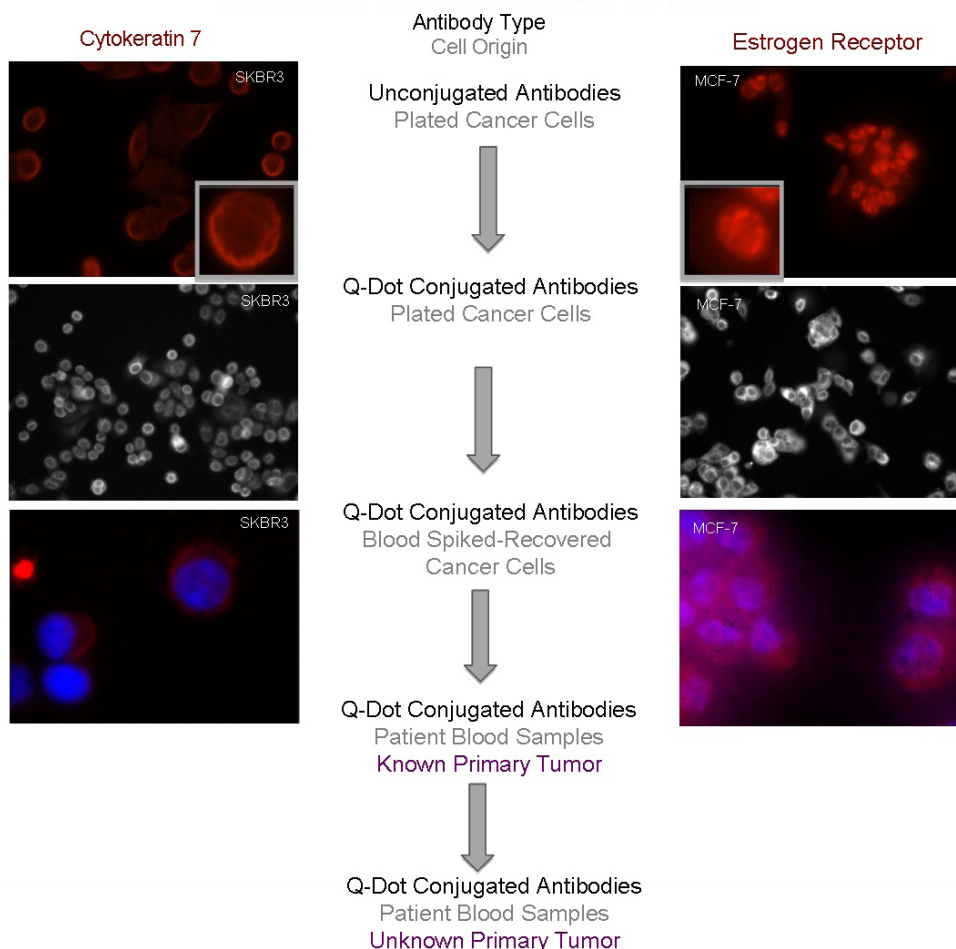 Antibody Type
Cell Origin
Cytokeratin 7
Estrogen Receptor
SKBR3
Unconjugated Antibodies
Plated Cancer Cells
MCF-7
SKBR3
Q-Dot Conjugated Antibodies
Plated Cancer Cells
MCF-7
SKBR3
Q-Dot Conjugated Antibodies
Blood Spiked-Recovered
Cancer Cells
MCF-7
Q-Dot Conjugated Antibodies
Patient Blood Samples
Known Primary Tumor
Q-Dot Conjugated Antibodies
Patient Blood Samples
Unknown Primary Tumor